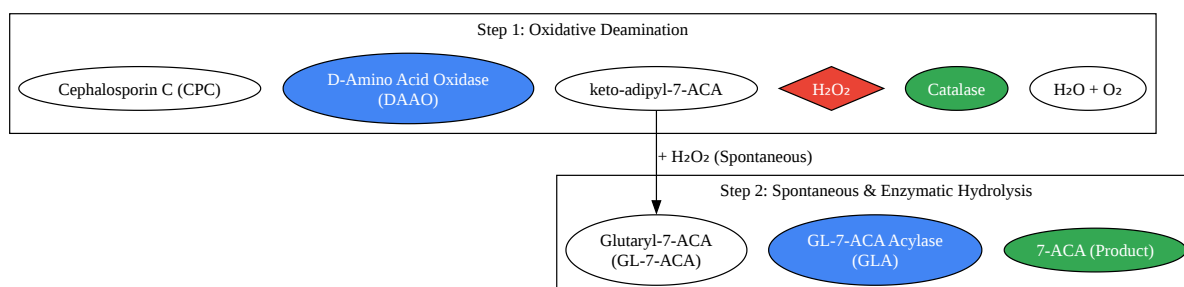 Step 1: Oxidative Deamination
Cephalosporin C (CPC)
D-Amino Acid Oxidase
(DAAO)
keto-adipyl-7-ACA
H₂O₂
Catalase
H₂O + O₂
+ H₂O₂ (Spontaneous)
Step 2: Spontaneous & Enzymatic Hydrolysis
Glutaryl-7-ACA
(GL-7-ACA)
GL-7-ACA Acylase
(GLA)
7-ACA (Product)